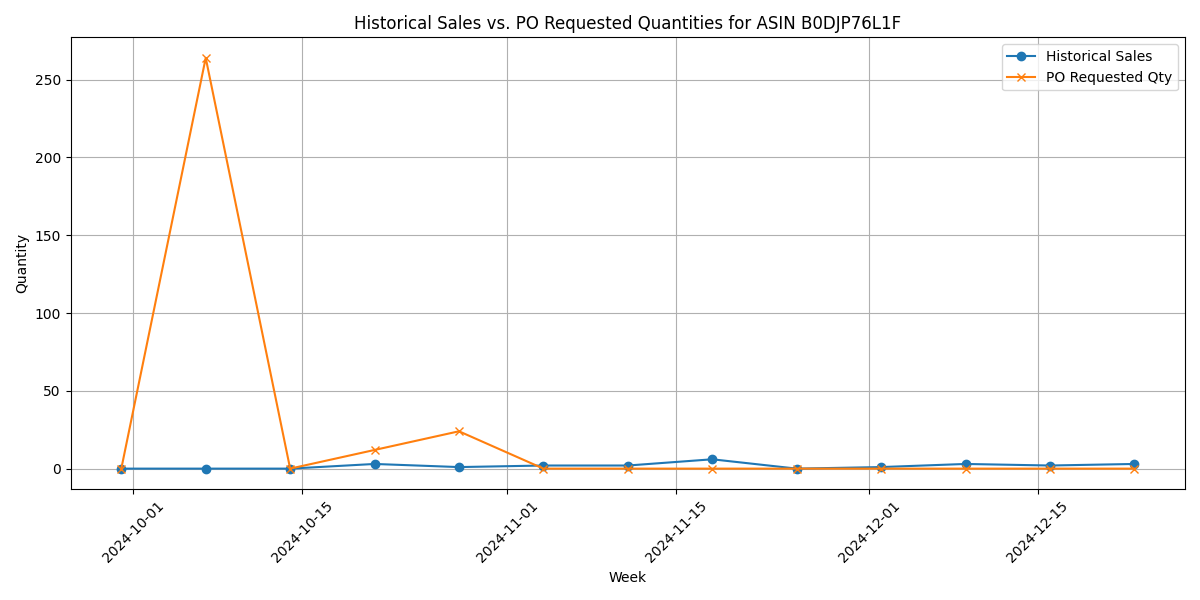 Historical Sales vs. PO Requested Quantities for ASIN B0DJP76L1F
Historical Sales
PO Requested Qty
Quantity
250
200
150
100
50
0
2024-10-01
2024-10-15
2024-11-01
2024-11-15
2024-12-01
2024-12-15
Week